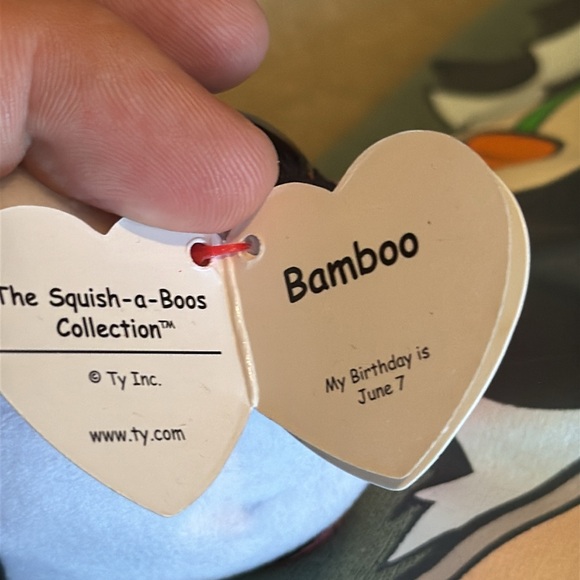 The Squish-a-Boos
Collection™
© Ty Inc.
www.ty.com
Bamboo
My Birthday is
June 7